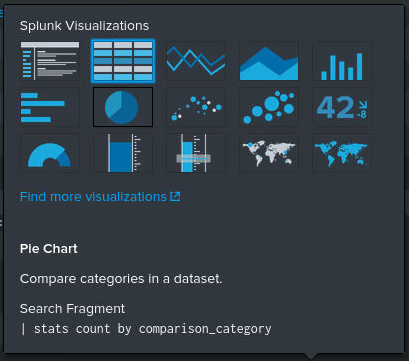 Splunk Visualizations
42
-8
Find more visualizations
Pie Chart
Compare categories in a dataset.
Search Fragment
| stats count by comparison_category